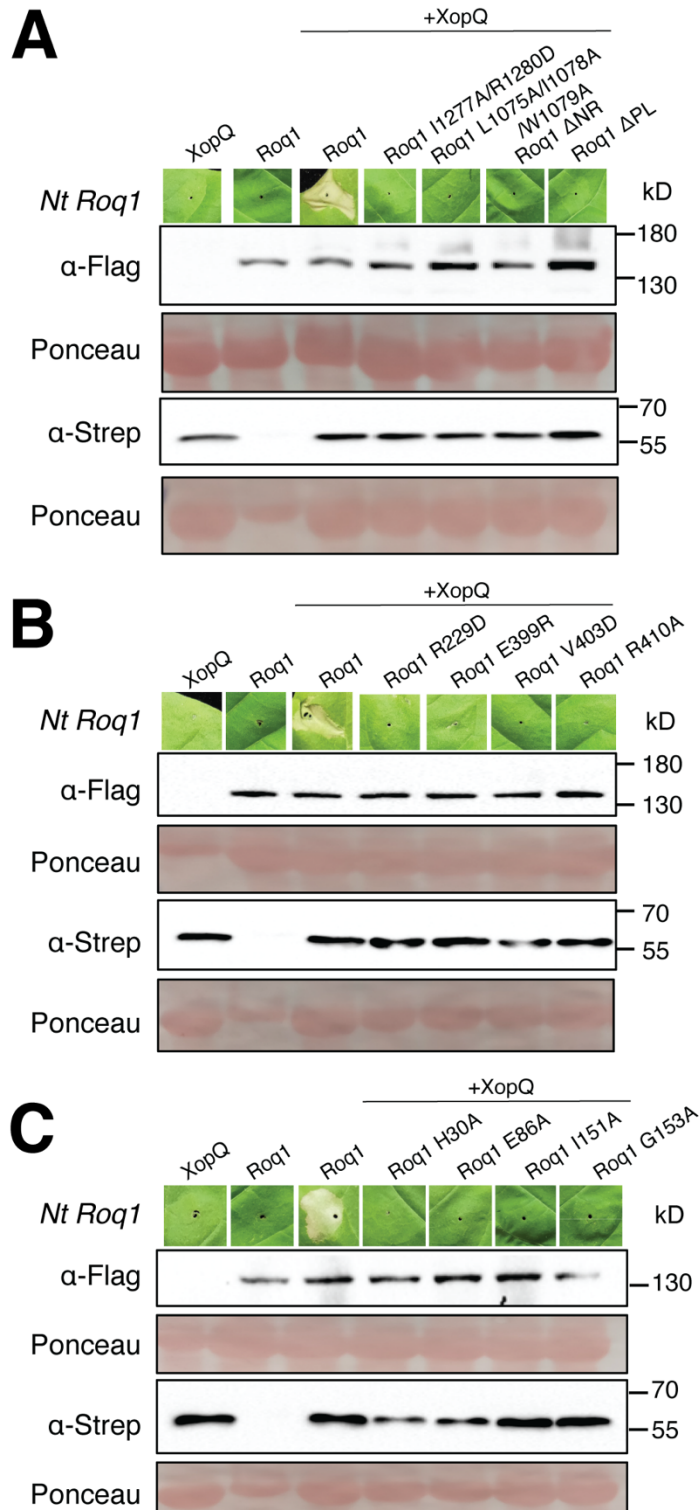 A
+XopQ
XopQ
Roq1
Roq1
Roq1 I1277A/R1280D
Roq1 L1075A/I1078A
/W1079A
Roq1 ΔNR
Roq1 ΔPL
Nt Roq1
kD
α-Flag
180
130
Ponceau
α-Strep
70
55
Ponceau
B
+XopQ
XopQ
Roq1
Roq1
Roq1 R229D
Roq1 E399R
Roq1 V403D
Roq1 R410A
Nt Roq1
kD
α-Flag
180
130
Ponceau
α-Strep
70
55
Ponceau
C
+XopQ
XopQ
Roq1
Roq1
Roq1 H30A
Roq1 E86A
Roq1 I151A
Roq1 G153A
Nt Roq1
kD
α-Flag
130
Ponceau
α-Strep
70
55
Ponceau